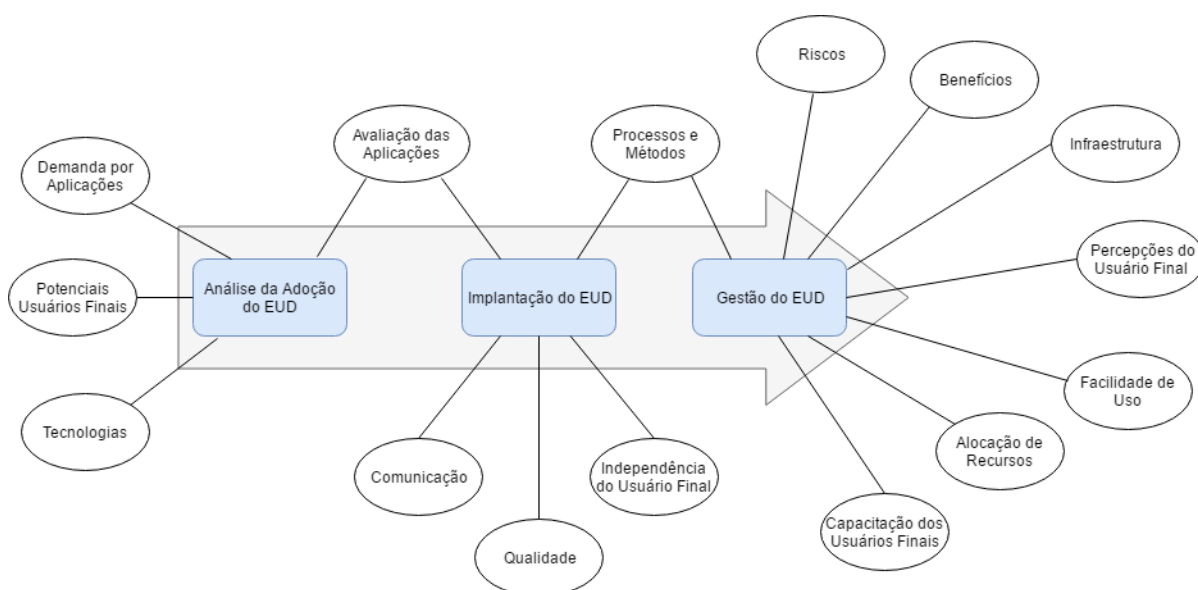 Riscos
Benefícios
Avaliação das
Aplicações
Processos e
Métodos
Infraestrutura
Demanda por
Aplicações
Percepções do
Usuário Final
Potenciais
Usuários Finais
Análise da Adoção
do EUD
Implantação do EUD
Gestão do EUD
Facilidade de
Uso
Tecnologias
Alocação de
Recursos
Comunicação
Independência
do Usuário Final
Capacitação dos
Usuários Finais
Qualidade